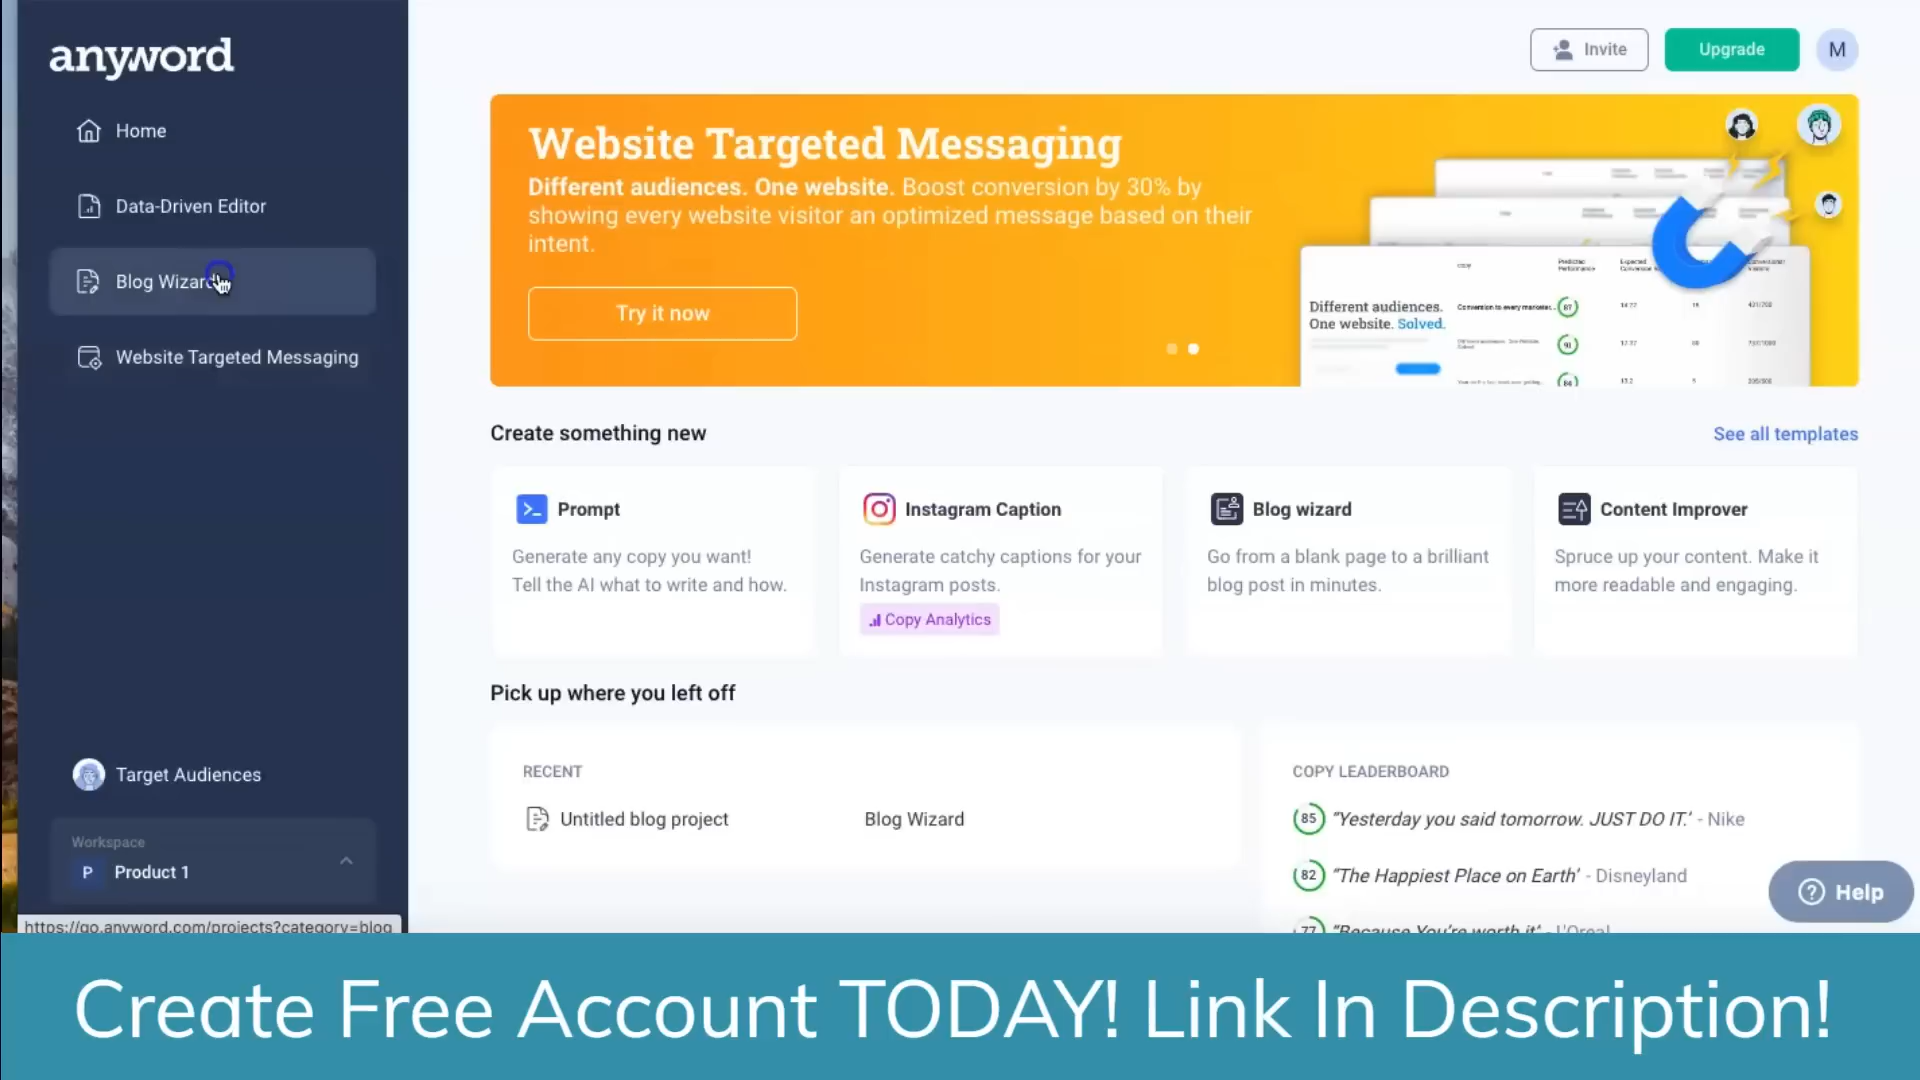 anyword
Home
Data-Driven Editor
Blog Wizard
Website Targeted Messaging
Target Audiences
Workspace
P Product 1
https://go.anyword.com/projects?category=blog
Invite
Upgrade
M
Website Targeted Messaging
Different audiences. One website. Boost conversion by 30% by
showing every website visitor an optimized message based on their
intent.
Try it now
Different audiences.
One website. Solved.
Create something new
See all templates
Prompt
Generate any copy you want!
Tell the AI what to write and how.
Instagram Caption
Generate catchy captions for your
Instagram posts.
Copy Analytics
Blog wizard
Go from a blank page to a brilliant
blog post in minutes.
Content Improver
Spruce up your content. Make it
more readable and engaging.
Pick up where you left off
RECENT
Untitled blog project Blog Wizard
COPY LEADERBOARD
85 "Yesterday you said tomorrow. JUST DO IT.' - Nike
82 "The Happiest Place on Earth' - Disneyland
77 "Because You're worth it' - L'Oreal
Help
Create Free Account TODAY! Link In Description!